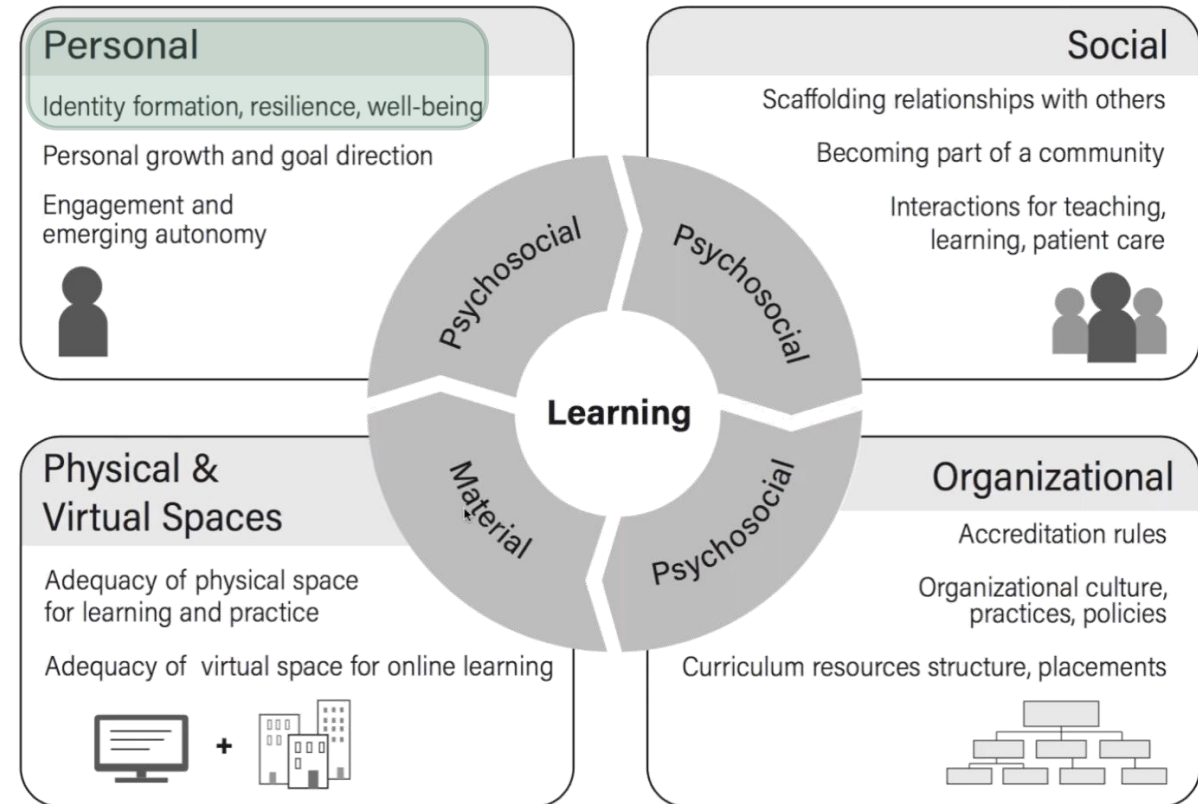 Personal
Identity formation, resilience, well-being
Personal growth and goal direction
Engagement and
emerging autonomy
Social
Scaffolding relationships with others
Becoming part of a community
Interactions for teaching,
learning, patient care
Psychosocial
Psychosocial
Learning
Material
Psychosocial
Physical &
Virtual Spaces
Adequacy of physical space
for learning and practice
Adequacy of virtual space for online learning
+
Organizational
Accreditation rules
Organizational culture,
practices, policies
Curriculum resources structure, placements